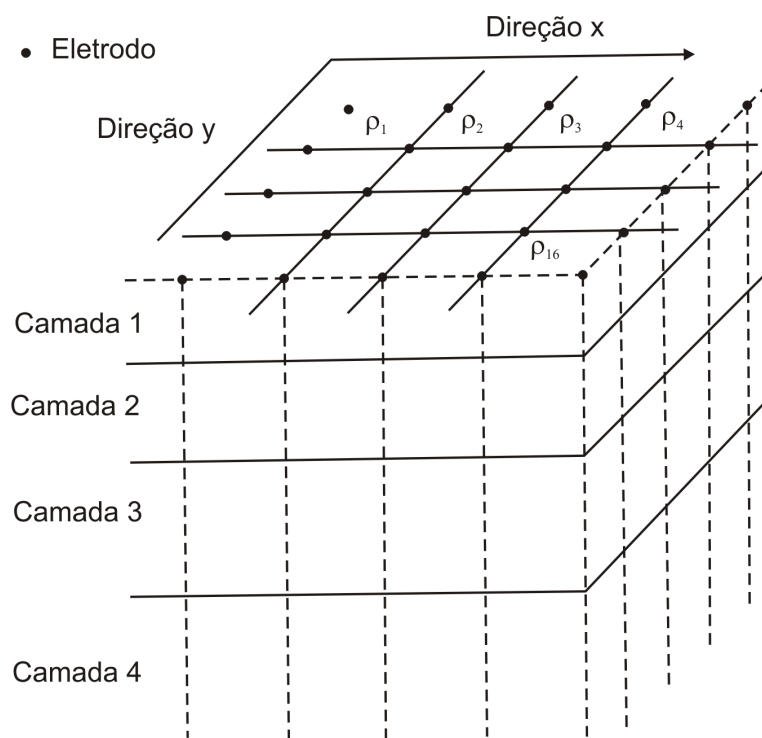 Direção x
• Eletrodo
Direção y
ρ₁ ρ₂ ρ₃ ρ₄
ρ₁₆
Camada 1
Camada 2
Camada 3
Camada 4